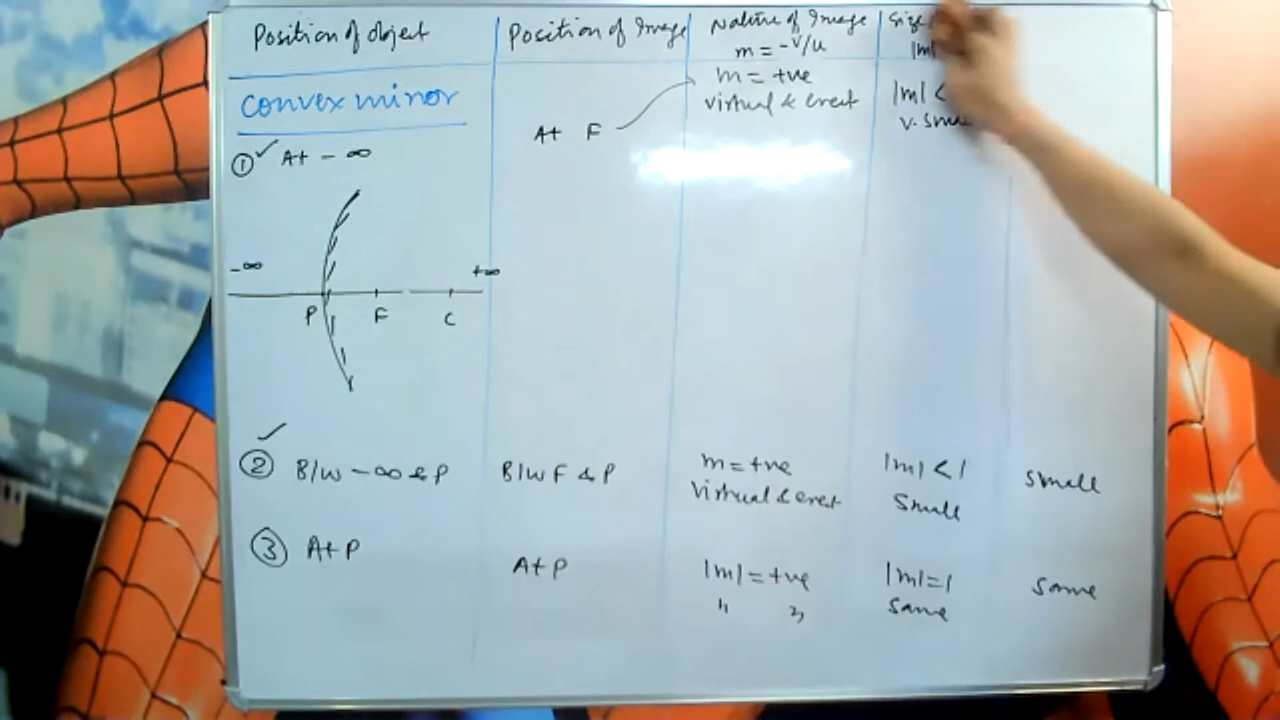 Position of object
Position of Image
Nature of Image
m = -v/u
Size
|m|
Convex mirror
m = +ve
virtual & erect
|m| <
v. small
At F
① ✓ At - ∞
-∞
+∞
P
F
C
✓
② B/w - ∞ & P
B/w F & P
m = +ve
Virtual & erect
|m| < 1
Small
small
③ At P
At P
|m| = +ve
" "
|m| = 1
Same
Same